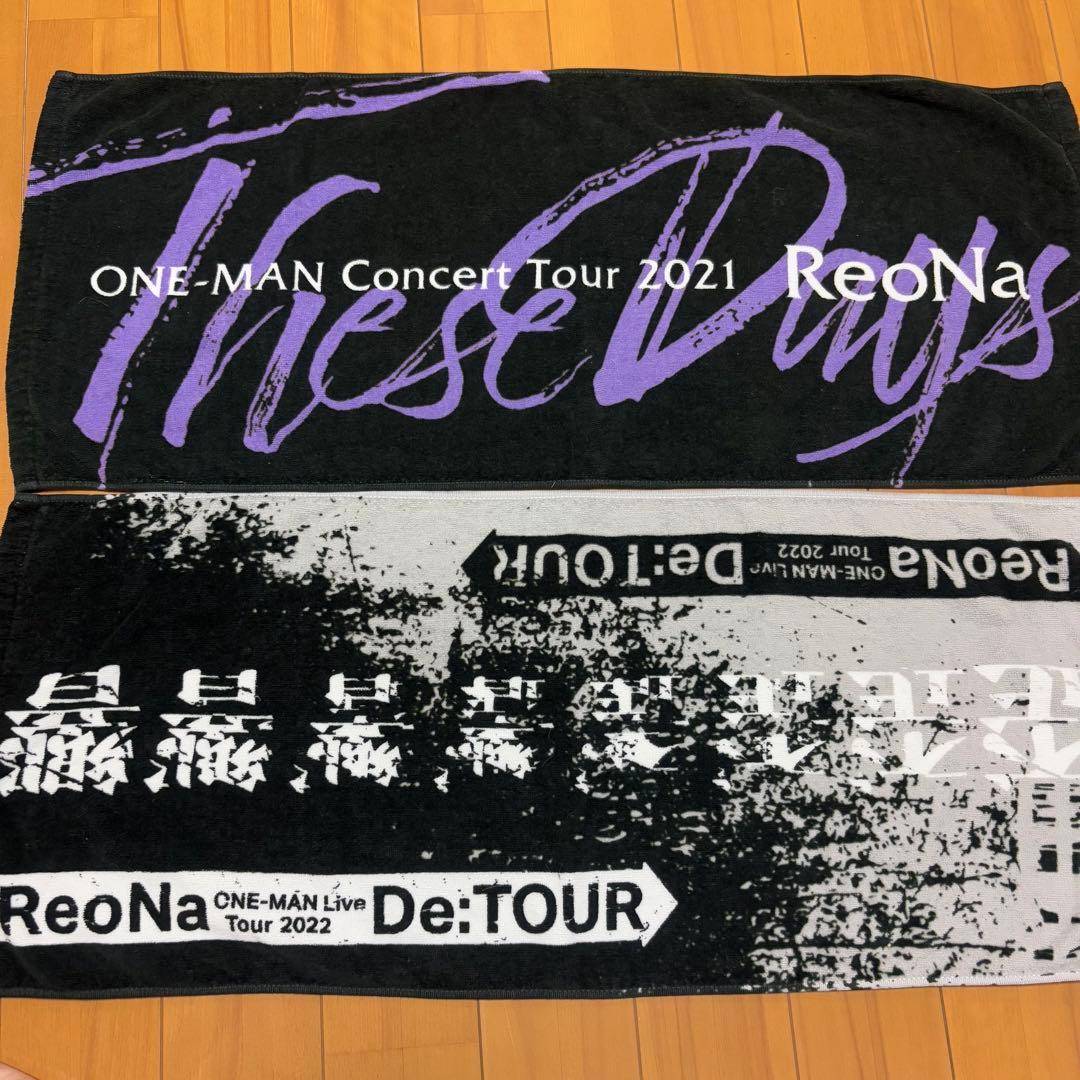 These Days
ONE-MAN Concert Tour 2021 ReoNa
ReoNa ONE-MAN Live Tour 2022 De:TOUR
ReoNa ONE-MAN Live
Tour 2022 De:TOUR